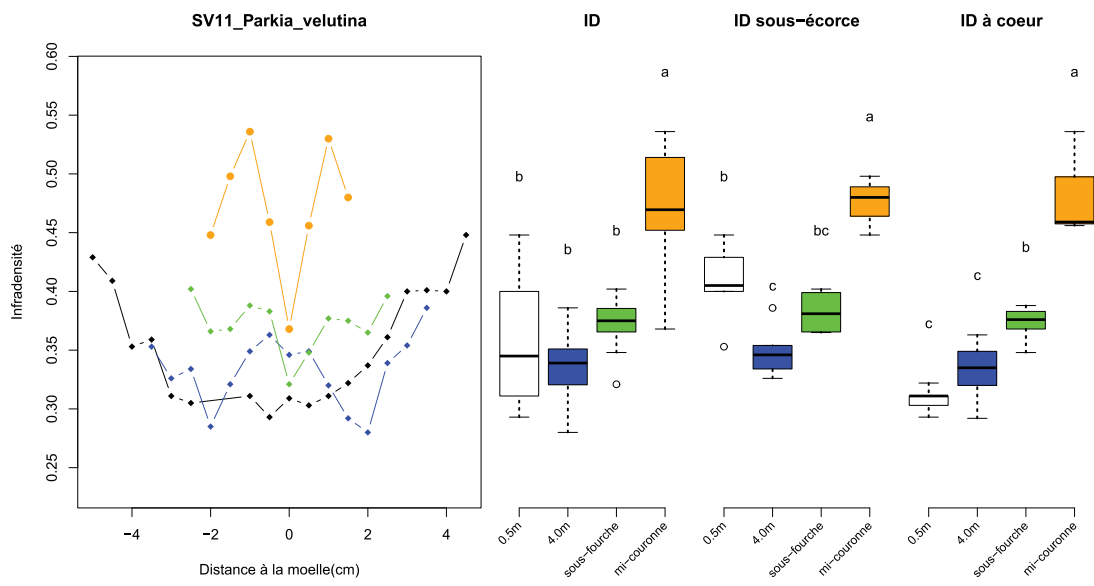 SV11_Parkia_velutina
ID
ID sous−écorce
ID à coeur
Infradensité
0.60
0.55
0.50
0.45
0.40
0.35
0.30
0.25
−4
−2
0
2
4
Distance à la moelle(cm)
b
b
b
a
b
c
bc
a
c
c
b
a
0.5m
4.0m
sous−fourche
mi−couronne
0.5m
4.0m
sous−fourche
mi−couronne
0.5m
4.0m
sous−fourche
mi−couronne